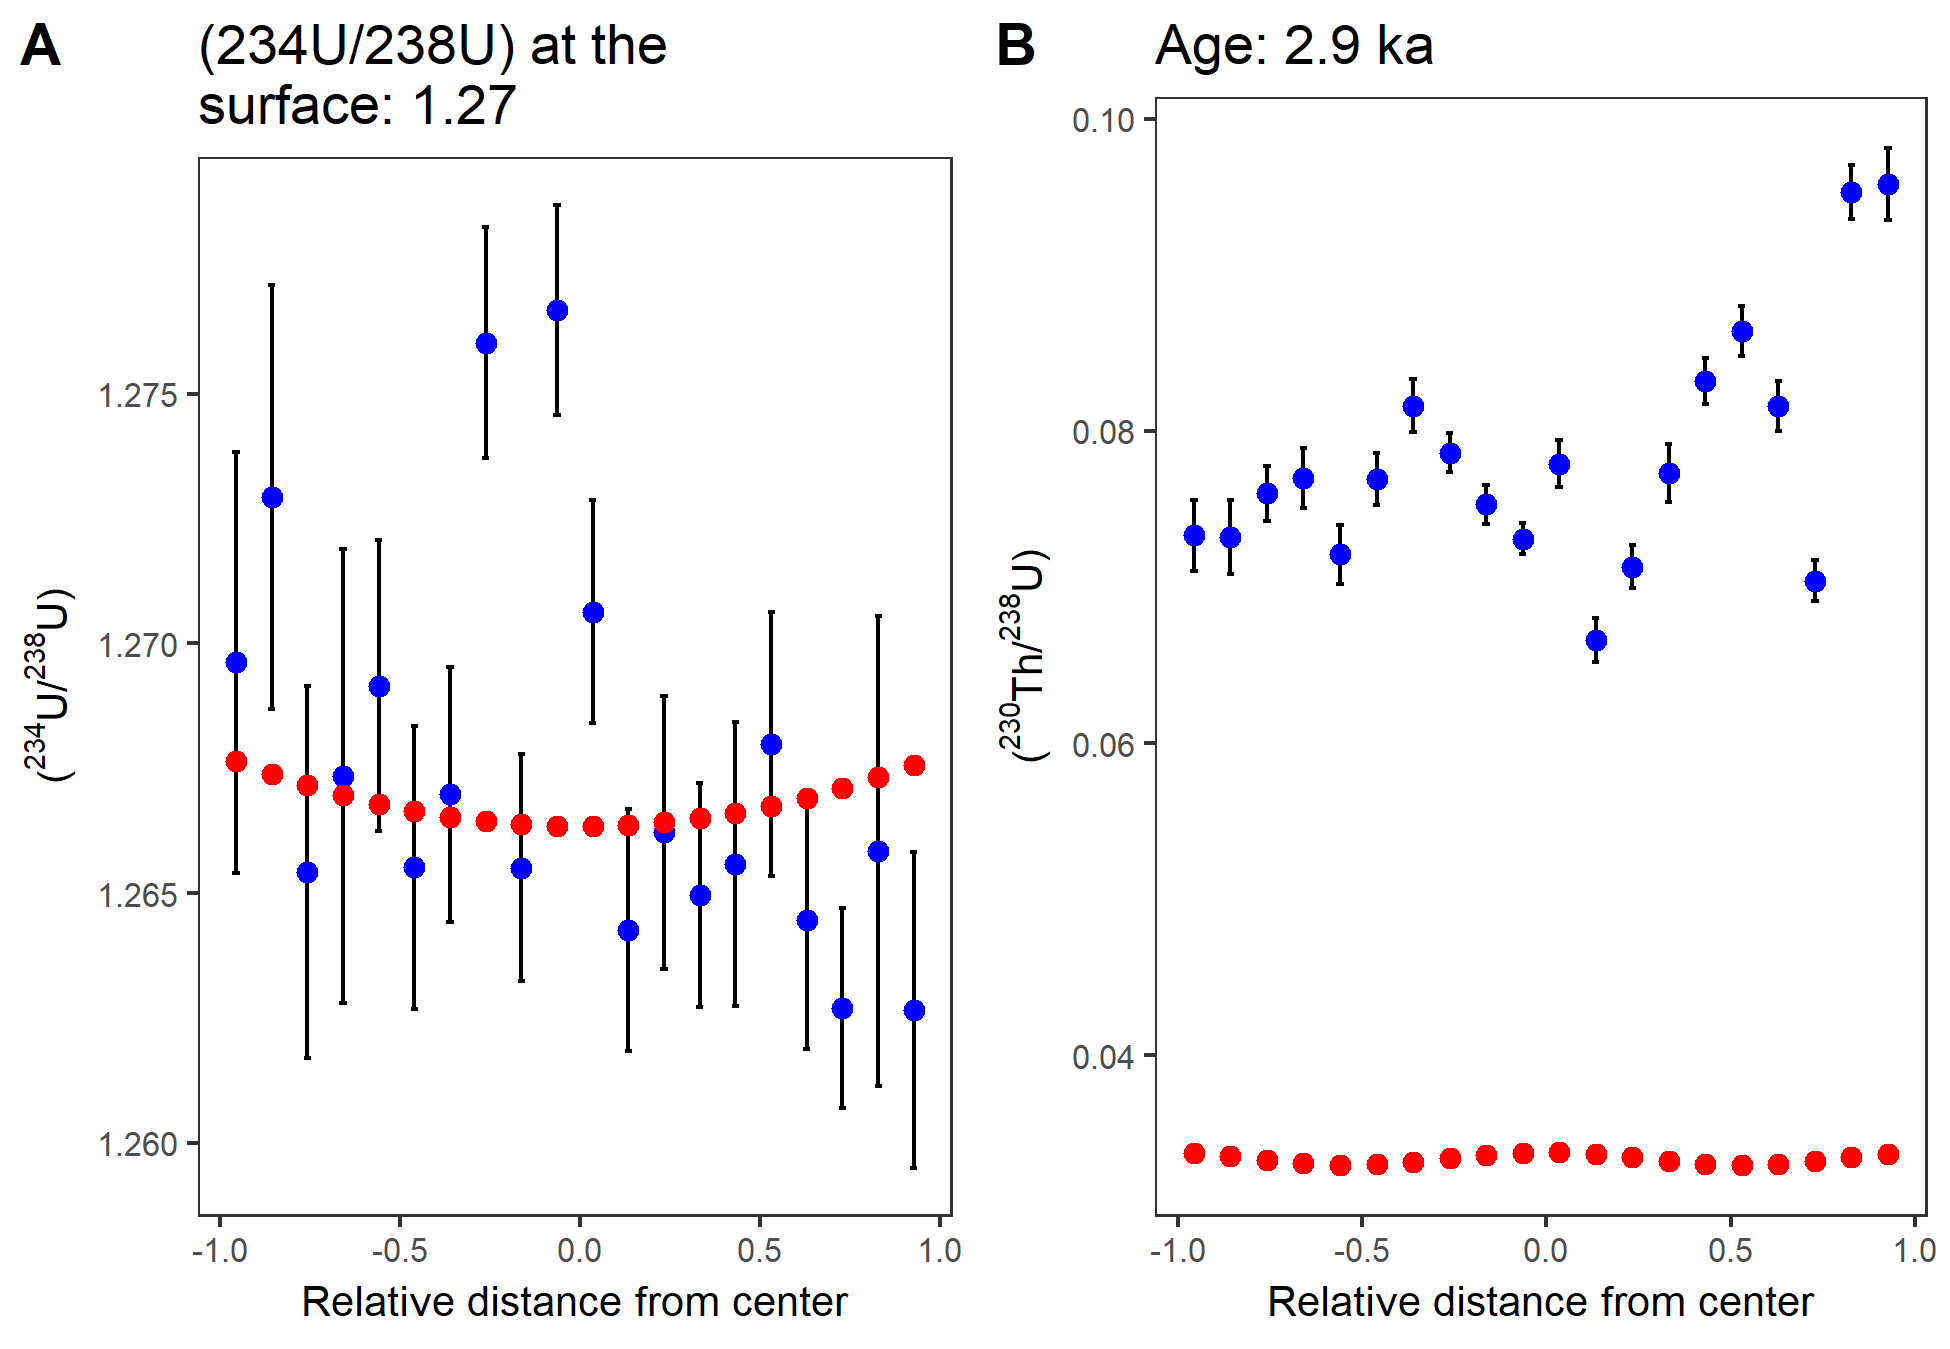 A
(234U/238U) at the
surface: 1.27
1.275
1.270
1.265
1.260
(²³⁴U/²³⁸U)
-1.0 -0.5 0.0 0.5 1.0
Relative distance from center
B
Age: 2.9 ka
0.10
0.08
0.06
0.04
(²³⁰Th/²³⁸U)
-1.0 -0.5 0.0 0.5 1.0
Relative distance from center